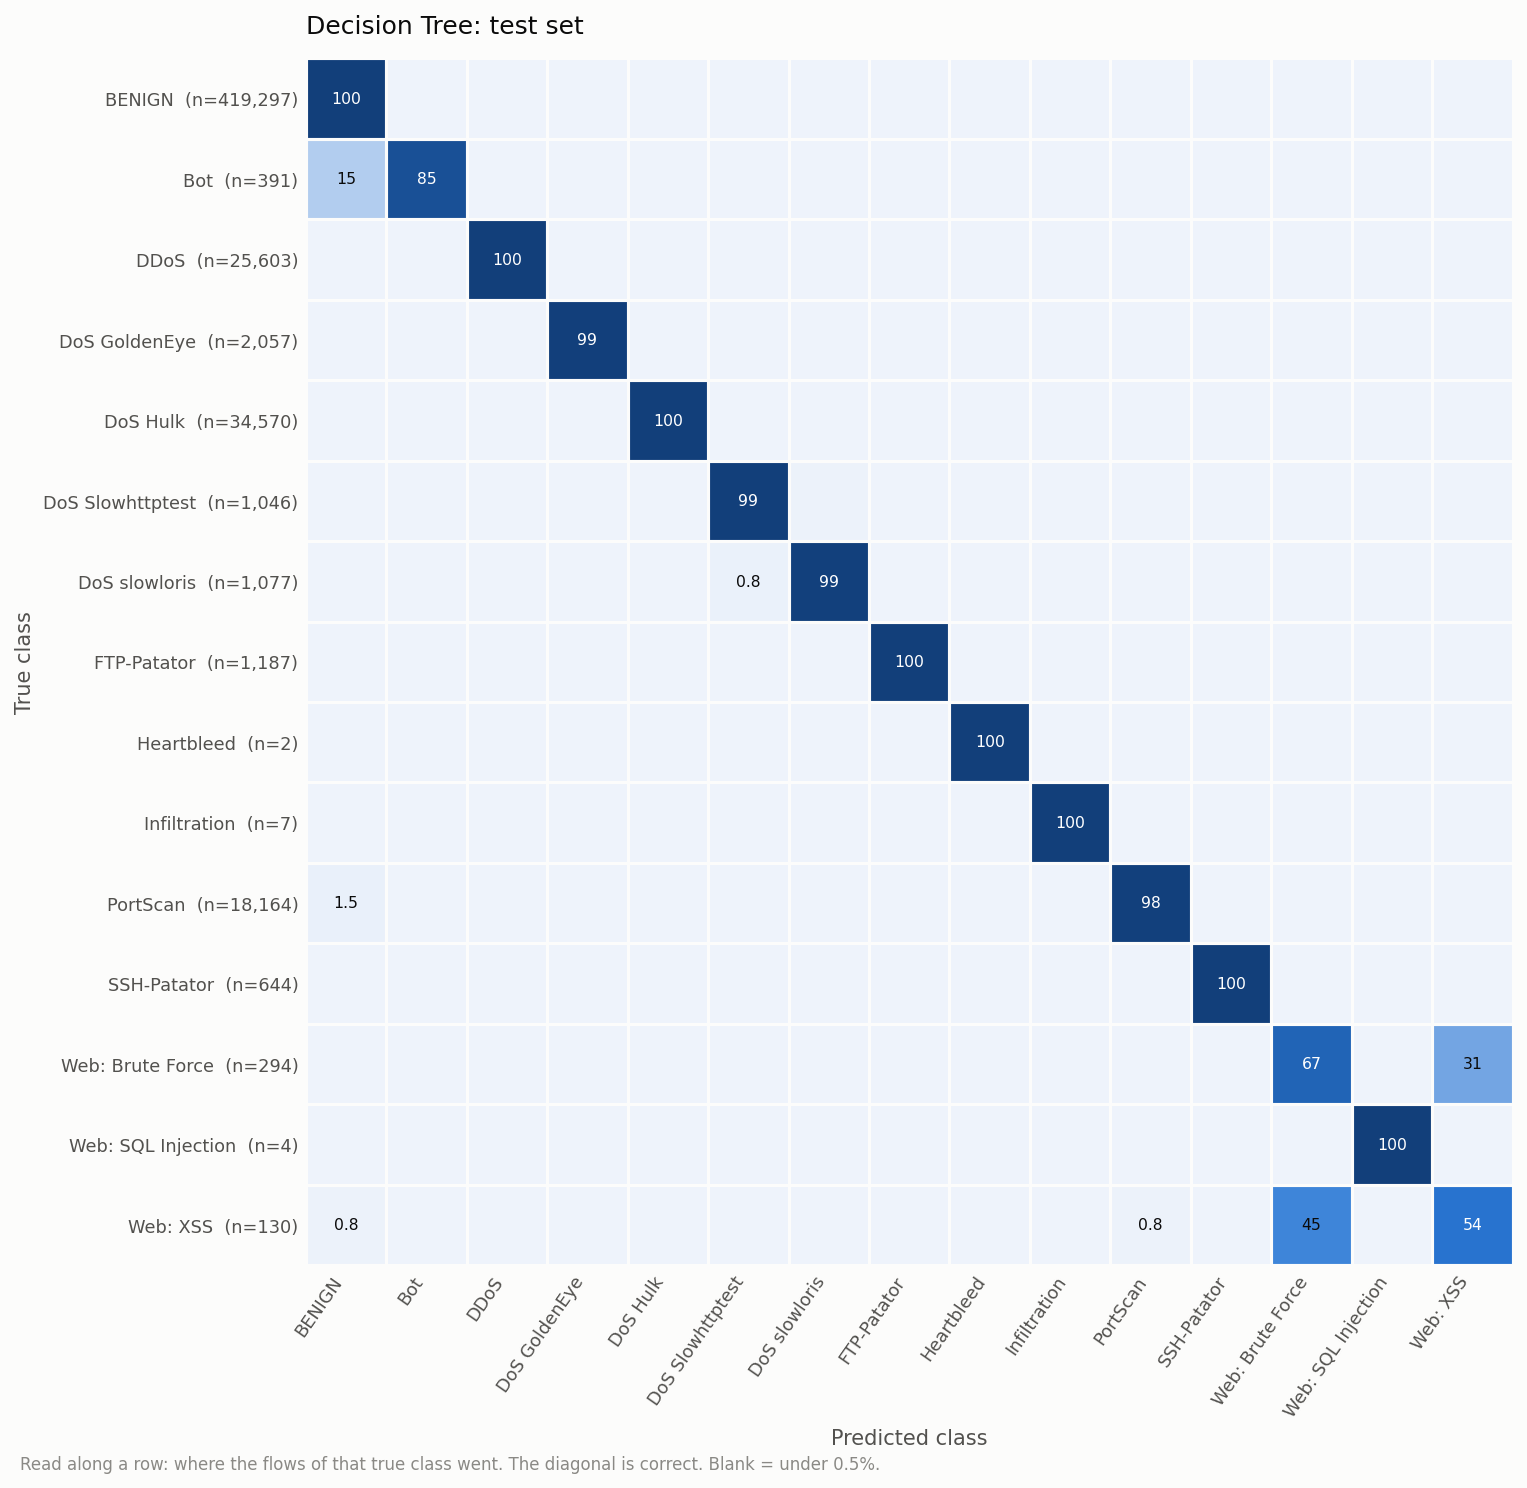 Decision Tree: test set
BENIGN (n=419,297) 100
Bot (n=391) 15 85
DDoS (n=25,603) 100
DoS GoldenEye (n=2,057) 99
DoS Hulk (n=34,570) 100
DoS Slowhttptest (n=1,046) 99
DoS slowloris (n=1,077) 0.8 99
FTP-Patator (n=1,187) 100
Heartbleed (n=2) 100
Infiltration (n=7) 100
PortScan (n=18,164) 1.5 98
SSH-Patator (n=644) 100
Web: Brute Force (n=294) 67 31
Web: SQL Injection (n=4) 100
Web: XSS (n=130) 0.8 0.8 45 54
True class
BENIGN
Bot
DDoS
DoS GoldenEye
DoS Hulk
DoS Slowhttptest
DoS slowloris
FTP-Patator
Heartbleed
Infiltration
PortScan
SSH-Patator
Web: Brute Force
Web: SQL Injection
Web: XSS
Predicted class
Read along a row: where the flows of that true class went. The diagonal is correct. Blank = under 0.5%.